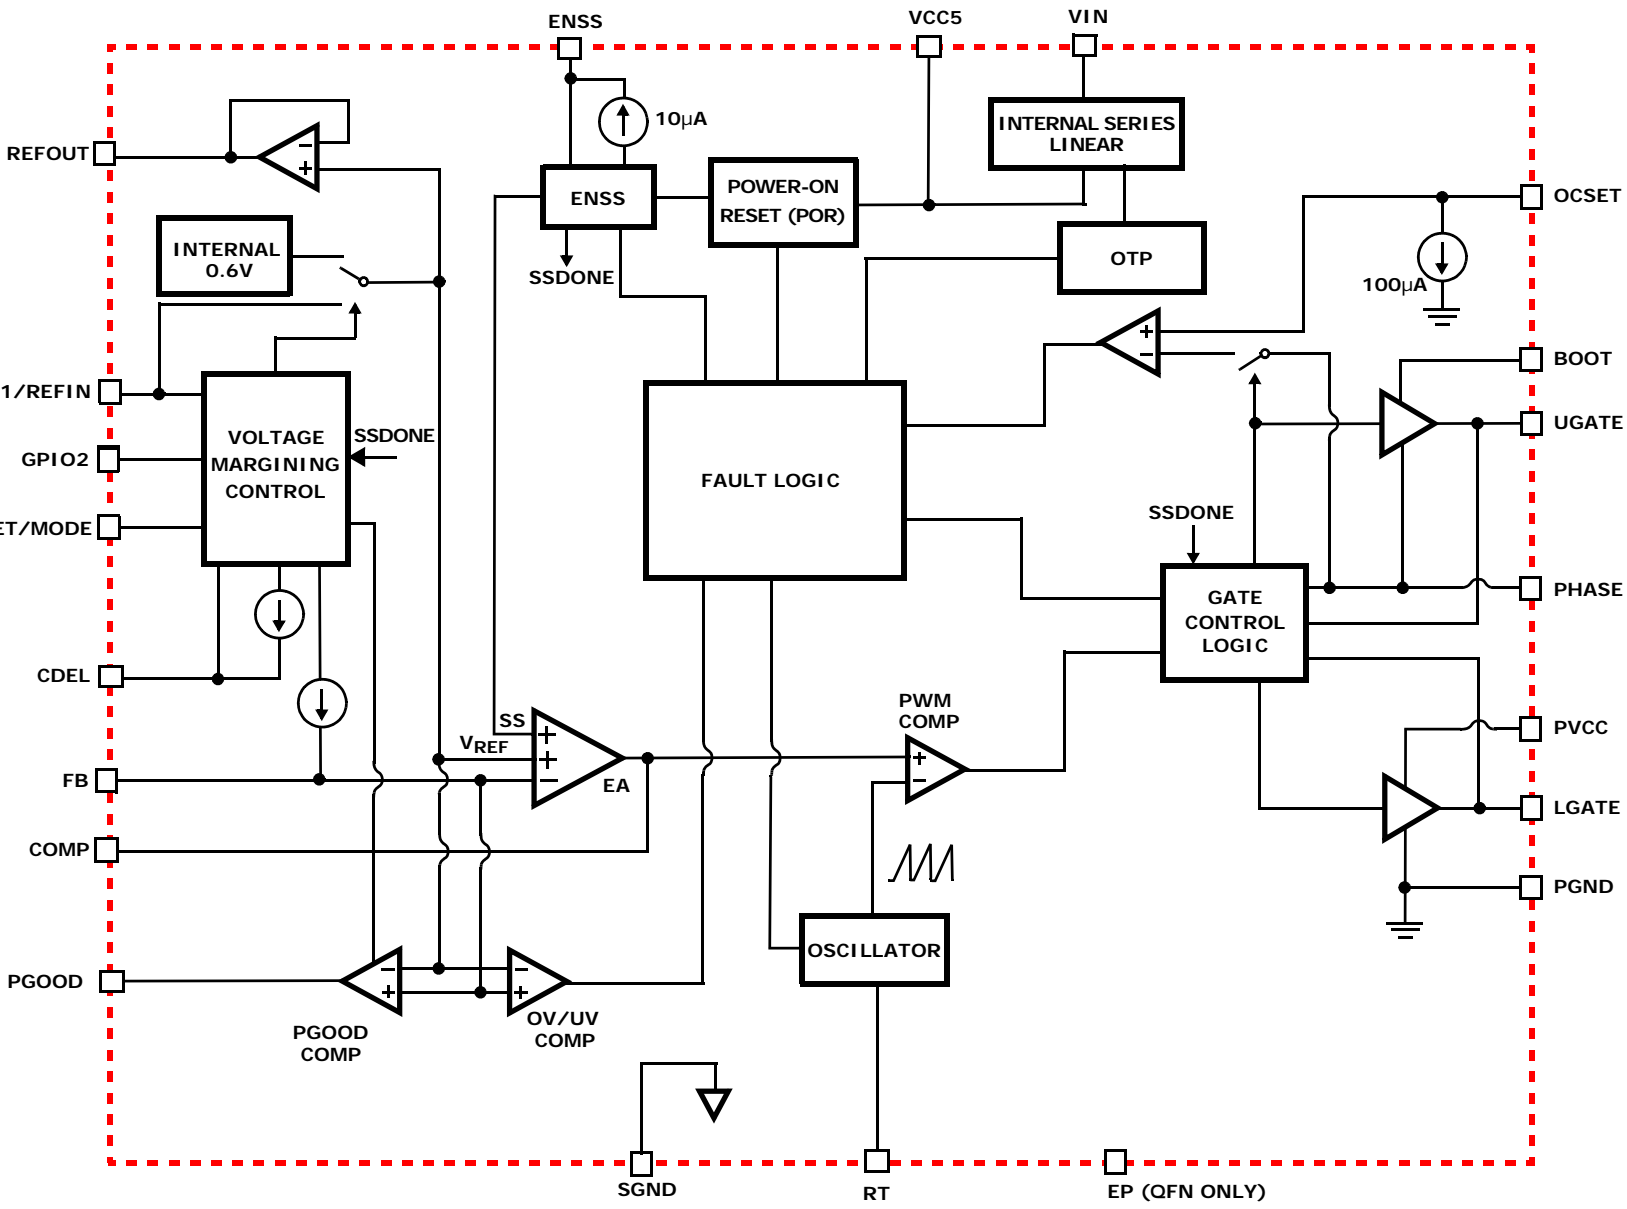 ENSS
VCC5
VIN
10µA
INTERNAL SERIES
LINEAR
REFOUT
−
+
ENSS
POWER-ON
RESET (POR)
OCSET
INTERNAL
0.6V
SSDONE
OTP
100µA
+
−
BOOT
1/REFIN
UGATE
VOLTAGE
MARGINING
CONTROL
SSDONE
GPIO2
FAULT LOGIC
ET/MODE
SSDONE
GATE
CONTROL
LOGIC
PHASE
CDEL
SS
+
VREF
+
−
EA
PWM
COMP
+
−
PVCC
FB
LGATE
COMP
PGND
OSCILLATOR
PGOOD
−
+
−
+
PGOOD
COMP
OV/UV
COMP
SGND
RT
EP (QFN ONLY)